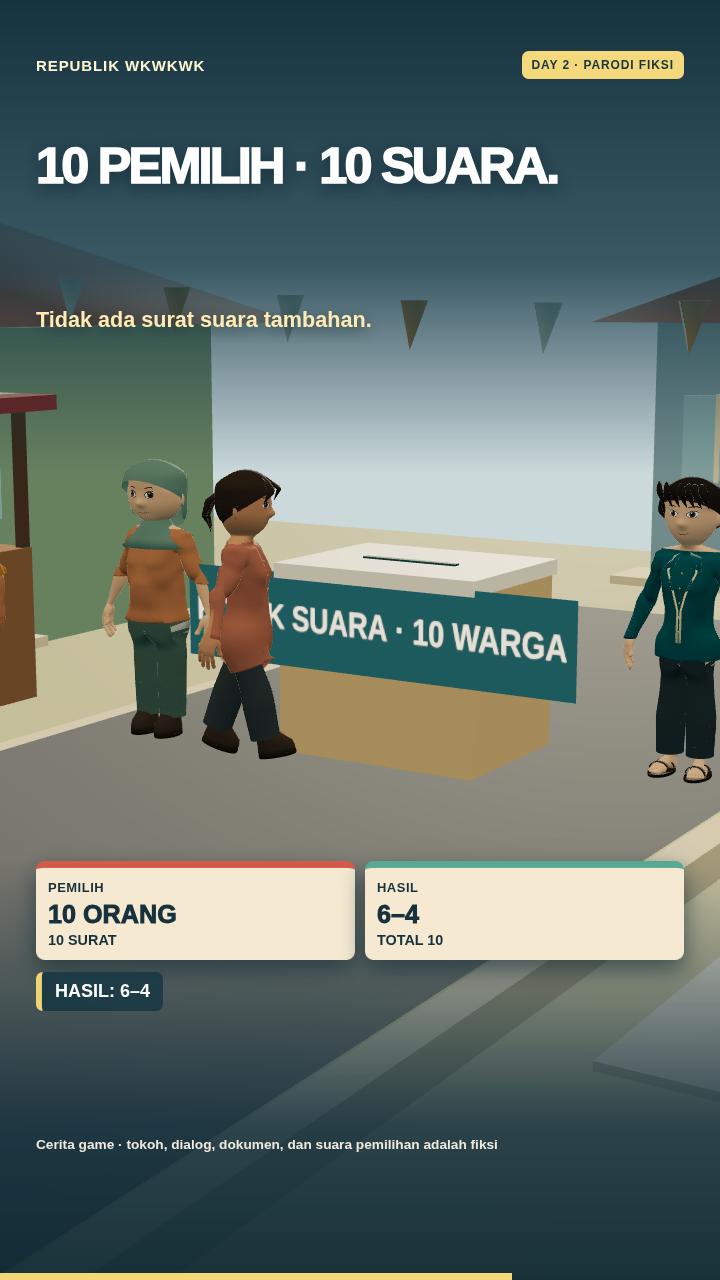 REPUBLIK WKWKWK
DAY 2 · PARODI FIKSI
10 PEMILIH · 10 SUARA.
Tidak ada surat suara tambahan.
K SUARA · 10 WARGA
PEMILIH
10 ORANG
10 SURAT
HASIL
6–4
TOTAL 10
HASIL: 6–4
Cerita game · tokoh, dialog, dokumen, dan suara pemilihan adalah fiksi